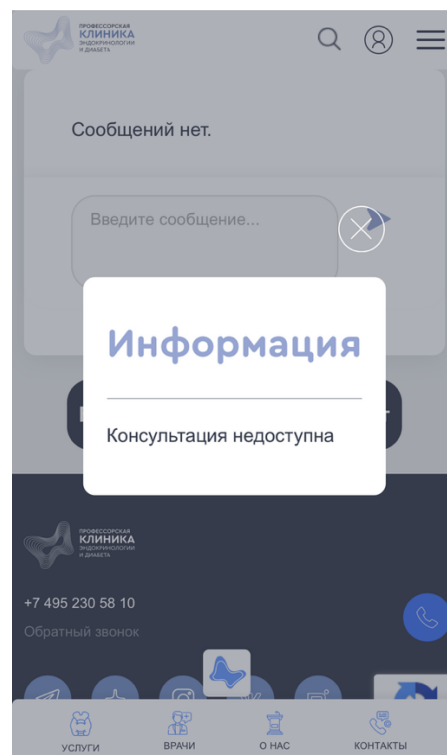 ПРОФЕССОРСКАЯ
КЛИНИКА
ЭНДОКРИНОЛОГИИ
И ДИАБЕТА
Сообщений нет.
Введите сообщение...
Информация
Консультация недоступна
ПРОФЕССОРСКАЯ
КЛИНИКА
ЭНДОКРИНОЛОГИИ
И ДИАБЕТА
+7 495 230 58 10
Обратный звонок
УСЛУГИ
ВРАЧИ
О НАС
КОНТАКТЫ